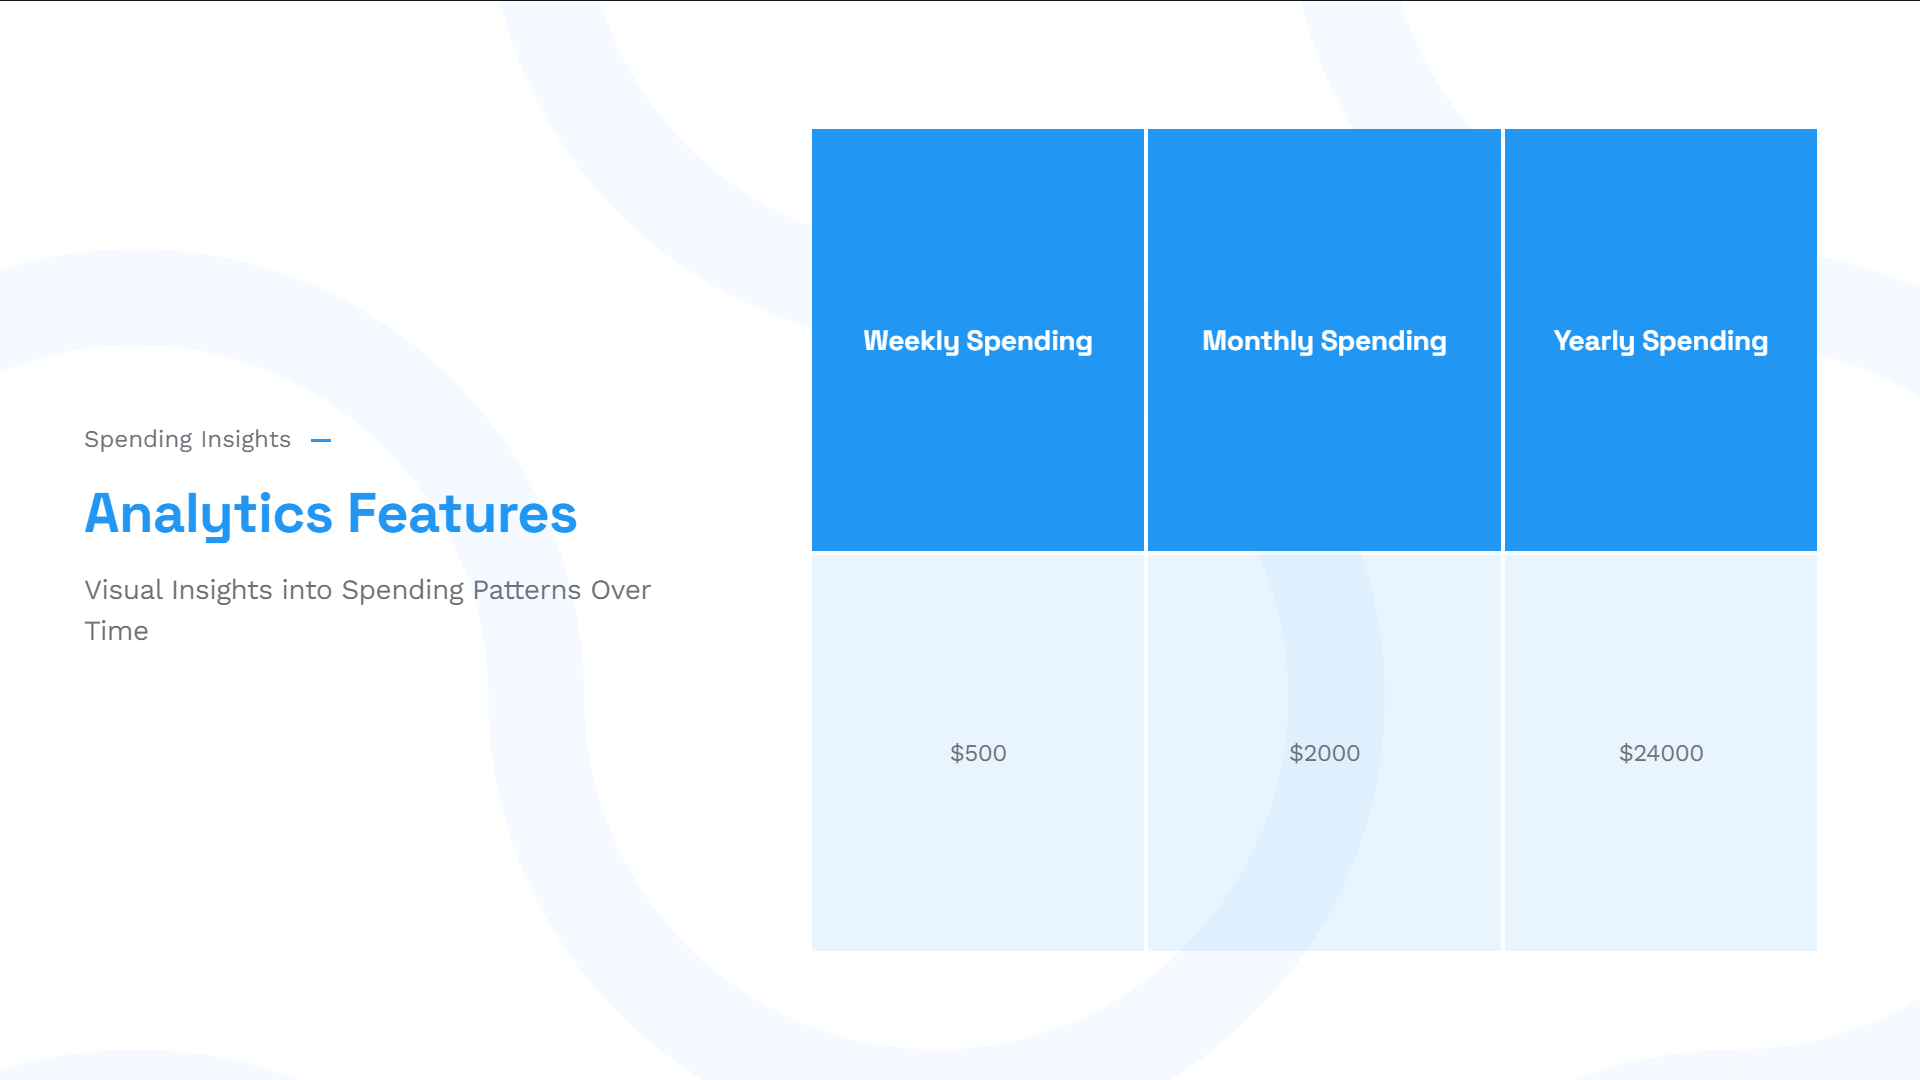 Spending Insights
Analytics Features
Visual Insights into Spending Patterns Over
Time
Weekly Spending Monthly Spending Yearly Spending
$500 $2000 $24000